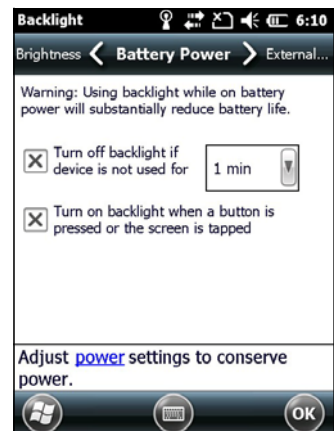 Backlight 6:10
Brightness Battery Power External...
Warning: Using backlight while on battery
power will substantially reduce battery life.
Turn off backlight if
device is not used for 1 min
Turn on backlight when a button is
pressed or the screen is tapped
Adjust power settings to conserve
power.
OK